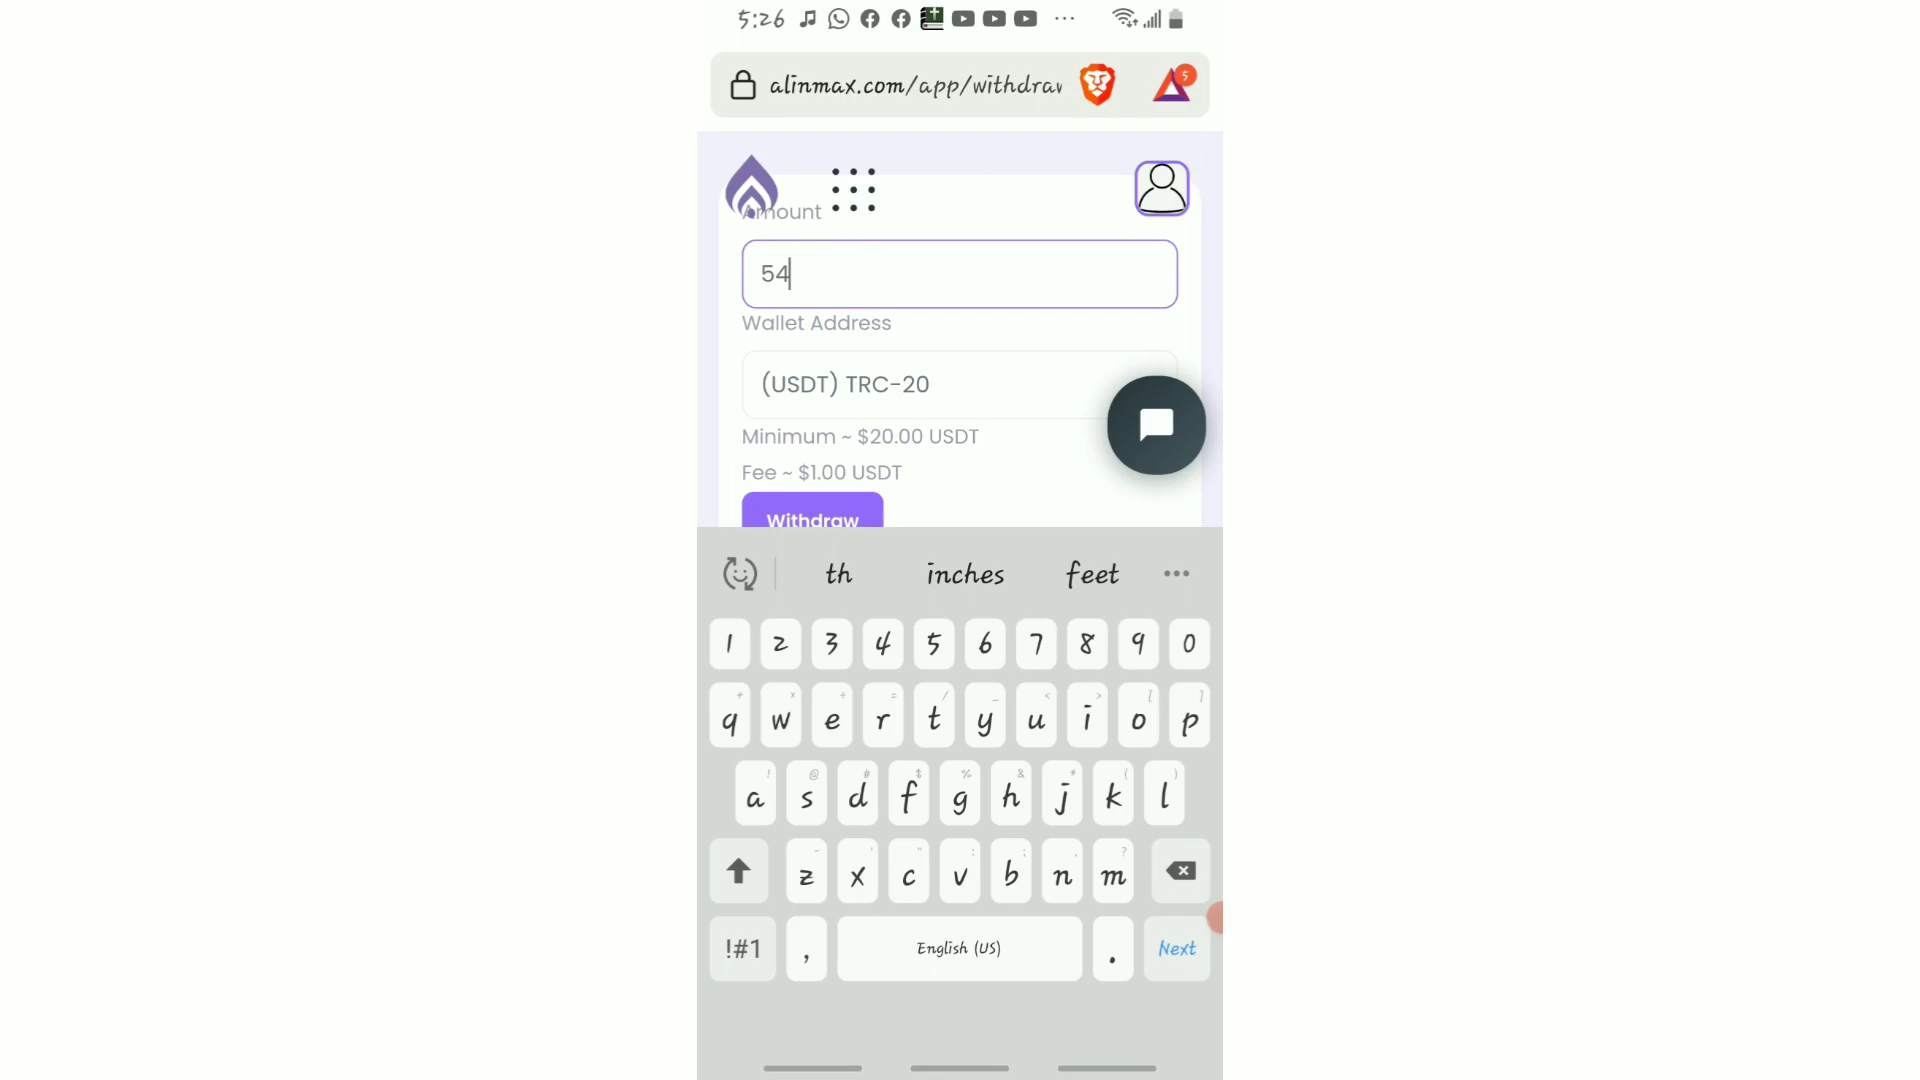 5:26
alinmax.com/app/withdraw
5
Amount
54
Wallet Address
(USDT) TRC-20
Minimum ~ $20.00 USDT
Fee ~ $1.00 USDT
Withdraw
th inches feet
1 2 3 4 5 6 7 8 9 0
+ × ÷ = / _ < > [ ]
q w e r t y u i o p
! @ # $ % & * ( )
a s d f g h j k l
- ' " : ; , ?
z x c v b n m
!#1 , English (US) . Next